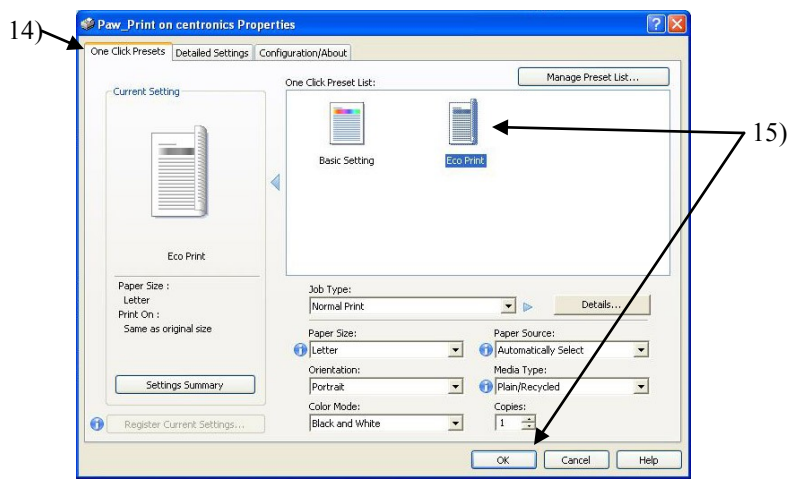 14)
Paw_Print on centronics Properties
One Click Presets Detailed Settings Configuration/About
Current Setting
One Click Preset List:
Manage Preset List...
Basic Setting
Eco Print
15)
Eco Print
Paper Size :
Letter
Print On :
Same as original size
Settings Summary
Register Current Settings...
Job Type:
Normal Print
Details...
Paper Size:
Letter
Paper Source:
Automatically Select
Orientation:
Portrait
Media Type:
Plain/Recycled
Color Mode:
Black and White
Copies:
1
OK Cancel Help